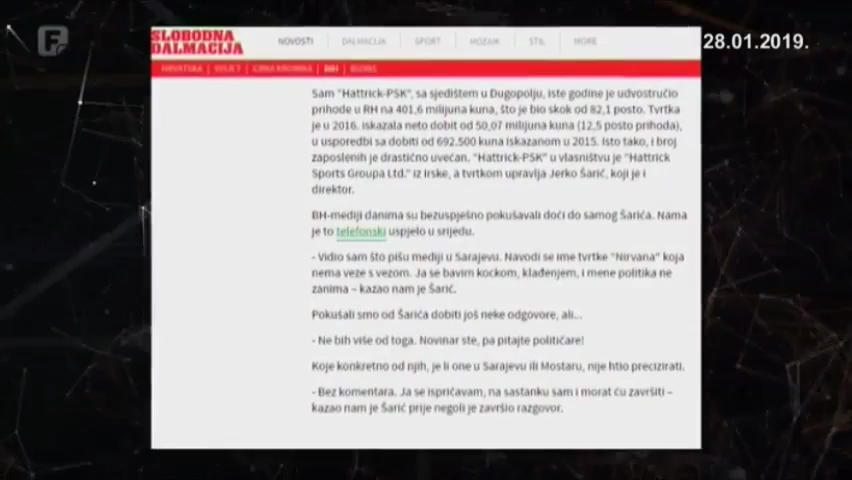 SLOBODNA
DALMACIJA
NOVOSTI DALMACIJA SPORT MOZAIK STIL MORE
28.01.2019.
HRVATSKA SVIJET CRNA KRONIKA BIH BIZNIS
Sam "Hattrick-PSK", sa sjedištem u Dugopolju, iste godine je udvostručio
prihode u RH na 401,6 milijuna kuna, što je bio skok od 82,1 posto. Tvrtka
je u 2016. iskazala neto dobit od 50,07 milijuna kuna (12,5 posto prihoda),
u usporedbi sa dobiti od 692.500 kuna iskazanom u 2015. Isto tako, i broj
zaposlenih je drastično uvećan. "Hattrick-PSK" u vlasništvu je "Hattrick
Sports Groupa Ltd." iz Irske, a tvrtkom upravlja Jerko Šarić, koji je i
direktor.
BH-mediji danima su bezuspješno pokušavali doći do samog Šarića. Nama
je to telefonski uspjelo u srijedu.
- Vidio sam što pišu mediji u Sarajevu. Navodi se ime tvrtke "Nirvana" koja
nema veze s vezom. Ja se bavim kockom, klađenjem, i mene politika ne
zanima – kazao nam je Šarić.
Pokušali smo od Šarića dobiti još neke odgovore, ali...
- Ne bih više od toga. Novinar ste, pa pitajte političare!
Koje konkretno od njih, je li one u Sarajevu ili Mostaru, nije htio precizirati.
- Bez komentara. Ja se ispričavam, na sastanku sam i morat ću završiti –
kazao nam je Šarić prije negoli je završio razgovor.